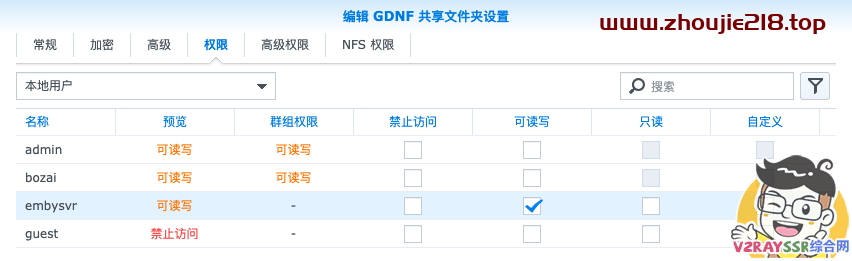 编辑 GDNF 共享文件夹设置
www.zhoujie218.top
常规 加密 高级 权限 高级权限 NFS 权限
本地用户 搜索
名称 预览 群组权限 禁止访问 可读写 只读 自定义
admin 可读写 可读写
bozai 可读写 可读写
embysvr 可读写 -
guest 禁止访问 -
V2RAYSSR综合网